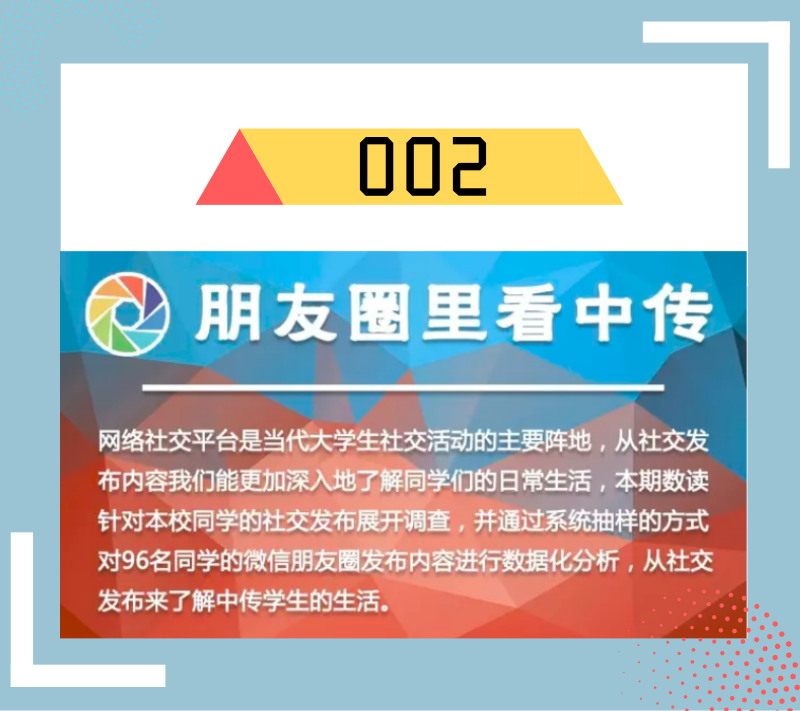 002
朋友圈里看中传
网络社交平台是当代大学生社交活动的主要阵地，从社交发
布内容我们能更加深入地了解同学们的日常生活，本期数读
针对本校同学的社交发布展开调查，并通过系统抽样的方式
对96名同学的微信朋友圈发布内容进行数据化分析，从社交
发布来了解中传学生的生活。